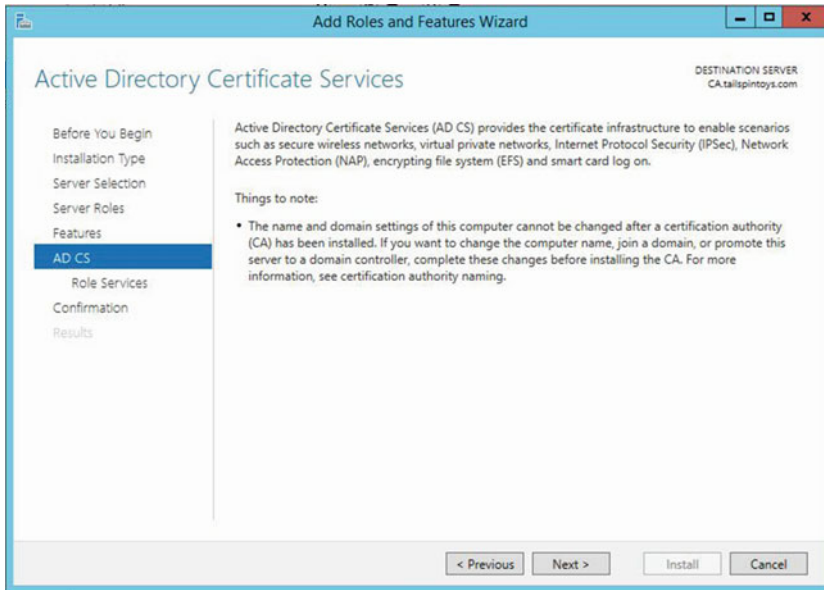 Add Roles and Features Wizard
Active Directory Certificate Services
DESTINATION SERVER
CA.tailspintoys.com
Before You Begin
Installation Type
Server Selection
Server Roles
Features
AD CS
Role Services
Confirmation
Results
Active Directory Certificate Services (AD CS) provides the certificate infrastructure to enable scenarios
such as secure wireless networks, virtual private networks, Internet Protocol Security (IPSec), Network
Access Protection (NAP), encrypting file system (EFS) and smart card log on.
Things to note:
• The name and domain settings of this computer cannot be changed after a certification authority
(CA) has been installed. If you want to change the computer name, join a domain, or promote this
server to a domain controller, complete these changes before installing the CA. For more
information, see certification authority naming.
< Previous
Next >
Install
Cancel